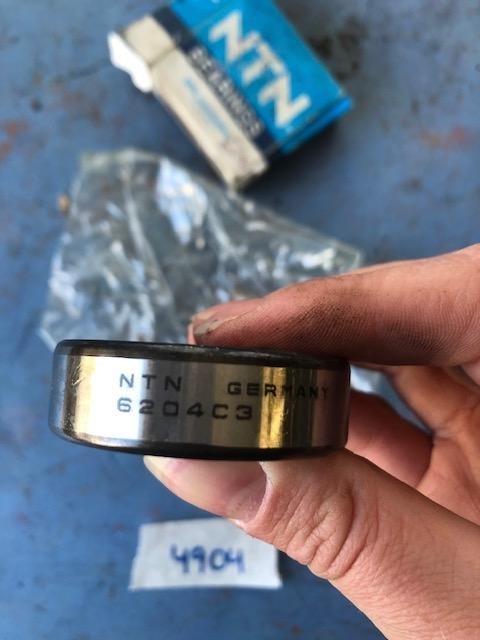 NTN
BEARINGS
NTN GERMANY
6204C3
4904